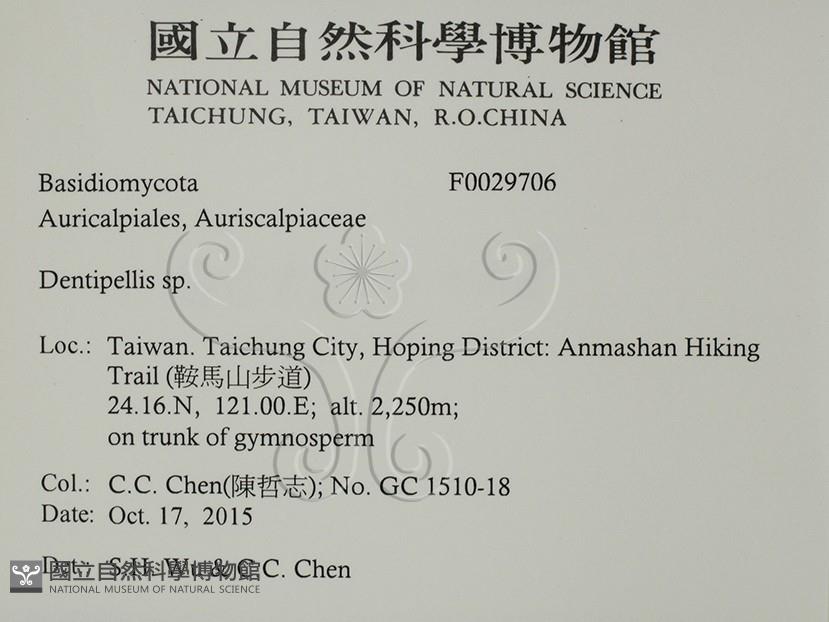 國立自然科學博物館
NATIONAL MUSEUM OF NATURAL SCIENCE
TAICHUNG, TAIWAN, R.O.CHINA
Basidiomycota F0029706
Auricalpiales, Auriscalpiaceae
Dentipellis sp.
Loc.: Taiwan. Taichung City, Hoping District: Anmashan Hiking
Trail (鞍馬山步道)
24.16.N, 121.00.E; alt. 2,250m;
on trunk of gymnosperm
Col.: C.C. Chen(陳哲志); No. GC 1510-18
Date: Oct. 17, 2015
Det.: S.H. Wu & C.C. Chen
國立自然科學博物館
NATIONAL MUSEUM OF NATURAL SCIENCE